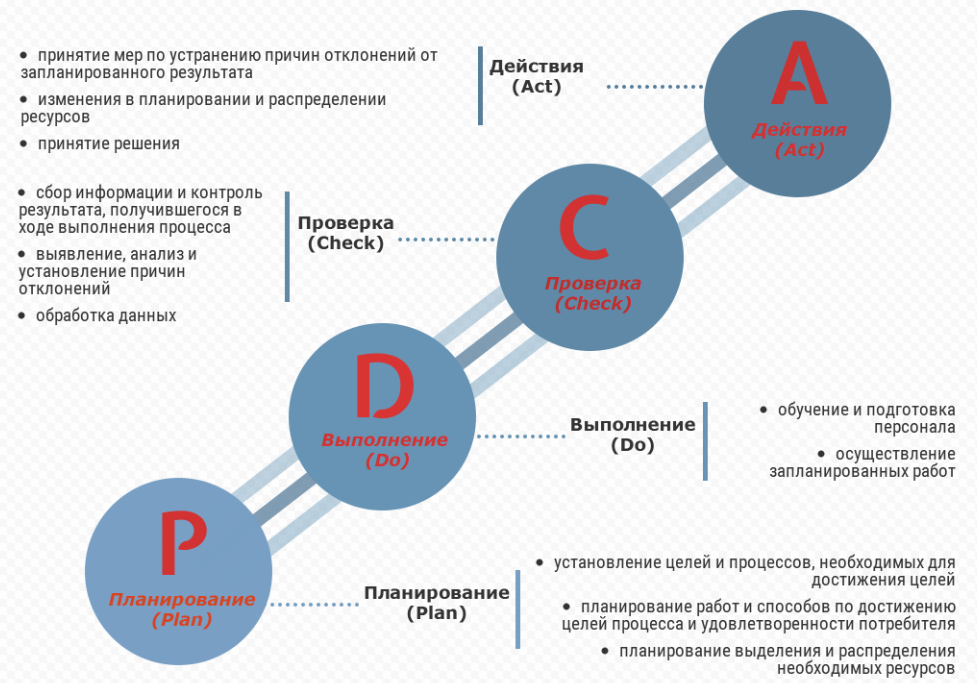 • принятие мер по устранению причин отклонений от
запланированного результата
• изменения в планировании и распределении
ресурсов
• принятие решения
Действия
(Act)
A
Действия
(Act)
• сбор информации и контроль
результата, получившегося в
ходе выполнения процесса
• выявление, анализ и
установление причин
отклонений
• обработка данных
Проверка
(Check)
C
Проверка
(Check)
D
Выполнение
(Do)
Выполнение
(Do)
• обучение и подготовка
персонала
• осуществление
запланированных работ
P
Планирование
(Plan)
Планирование
(Plan)
• установление целей и процессов, необходимых для
достижения целей
• планирование работ и способов по достижению
целей процесса и удовлетворенности потребителя
• планирование выделения и распределения
необходимых ресурсов